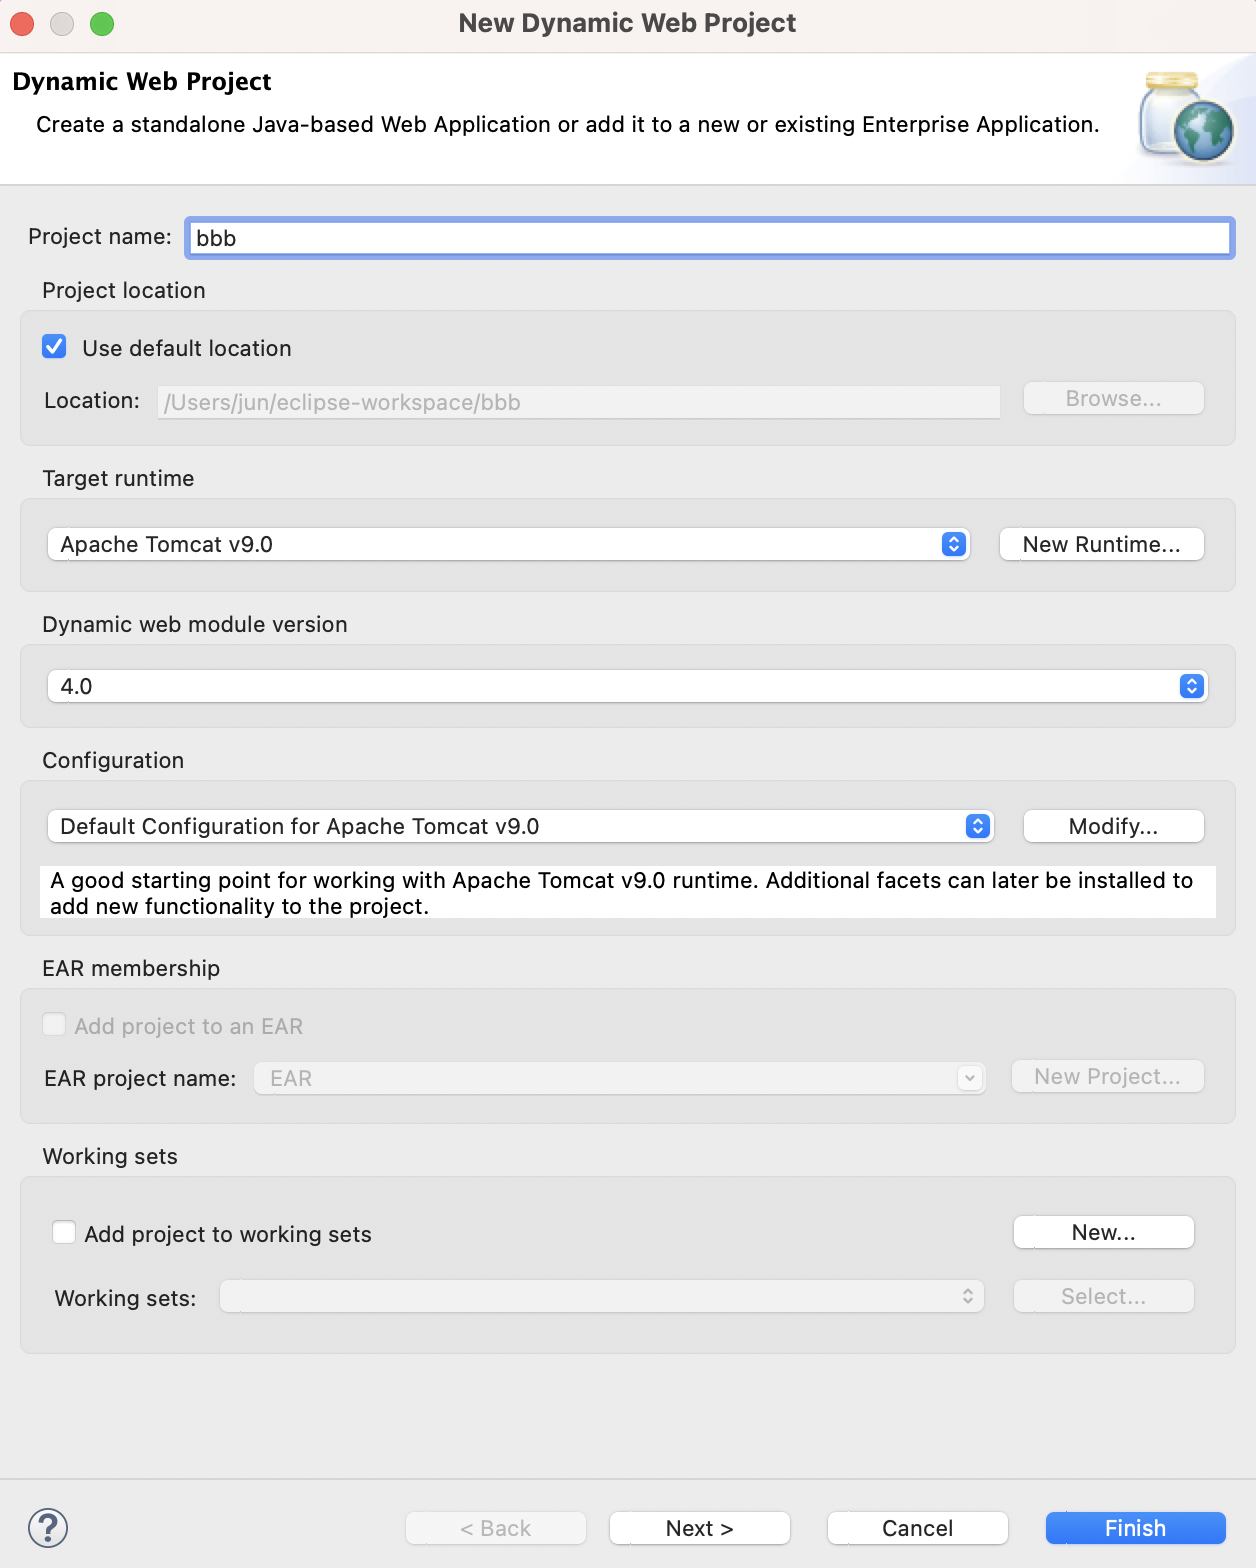 New Dynamic Web Project
Dynamic Web Project
Create a standalone Java-based Web Application or add it to a new or existing Enterprise Application.
Project name: bbb
Project location
Use default location
Location: /Users/jun/eclipse-workspace/bbb Browse...
Target runtime
Apache Tomcat v9.0 New Runtime...
Dynamic web module version
4.0
Configuration
Default Configuration for Apache Tomcat v9.0 Modify...
A good starting point for working with Apache Tomcat v9.0 runtime. Additional facets can later be installed to
add new functionality to the project.
EAR membership
Add project to an EAR
EAR project name: EAR New Project...
Working sets
Add project to working sets New...
Working sets: Select...
? < Back Next > Cancel Finish